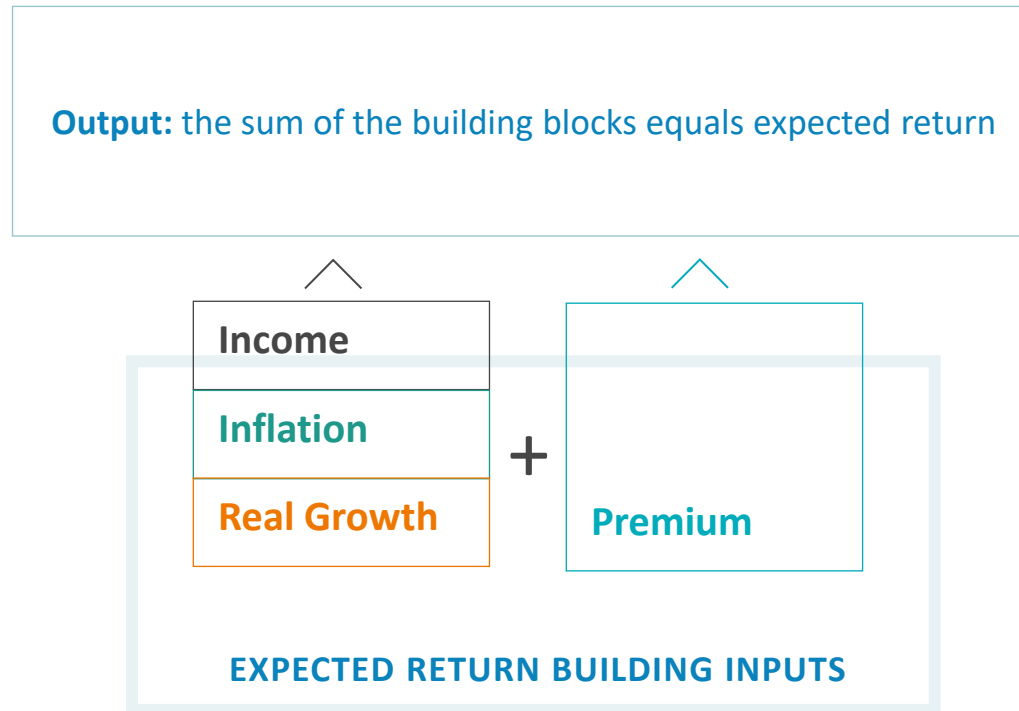 Output: the sum of the building blocks equals expected return
Income
Inflation
+
Real Growth
Premium
EXPECTED RETURN BUILDING INPUTS